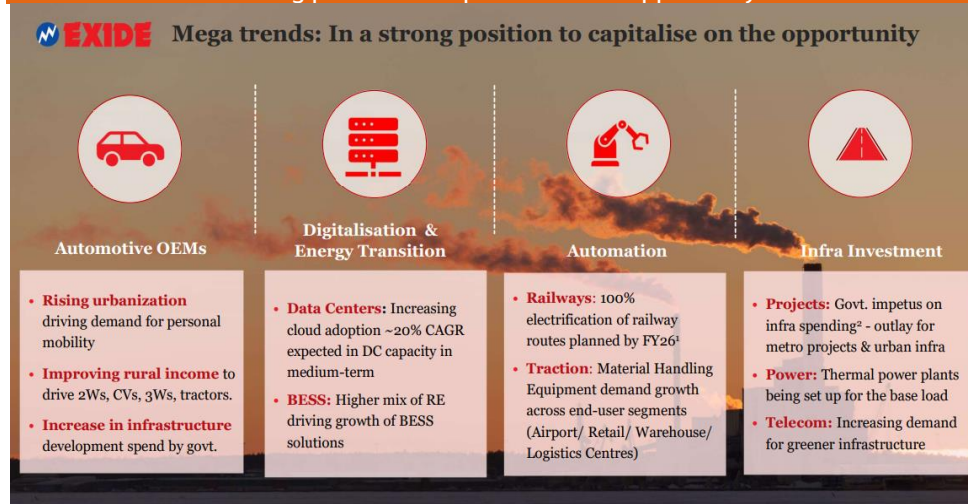 EXIDE
Mega trends: In a strong position to capitalise on the opportunity
Automotive OEMs
• Rising urbanization
driving demand for personal
mobility
• Improving rural income to
drive 2Ws, CVs, 3Ws, tractors.
• Increase in infrastructure
development spend by govt.
Digitalisation &
Energy Transition
• Data Centers: Increasing
cloud adoption ~20% CAGR
expected in DC capacity in
medium-term
• BESS: Higher mix of RE
driving growth of BESS
solutions
Automation
• Railways: 100%
electrification of railway
routes planned by FY26¹
• Traction: Material Handling
Equipment demand growth
across end-user segments
(Airport/ Retail/ Warehouse/
Logistics Centres)
Infra Investment
• Projects: Govt. impetus on
infra spending² - outlay for
metro projects & urban infra
• Power: Thermal power plants
being set up for the base load
• Telecom: Increasing demand
for greener infrastructure